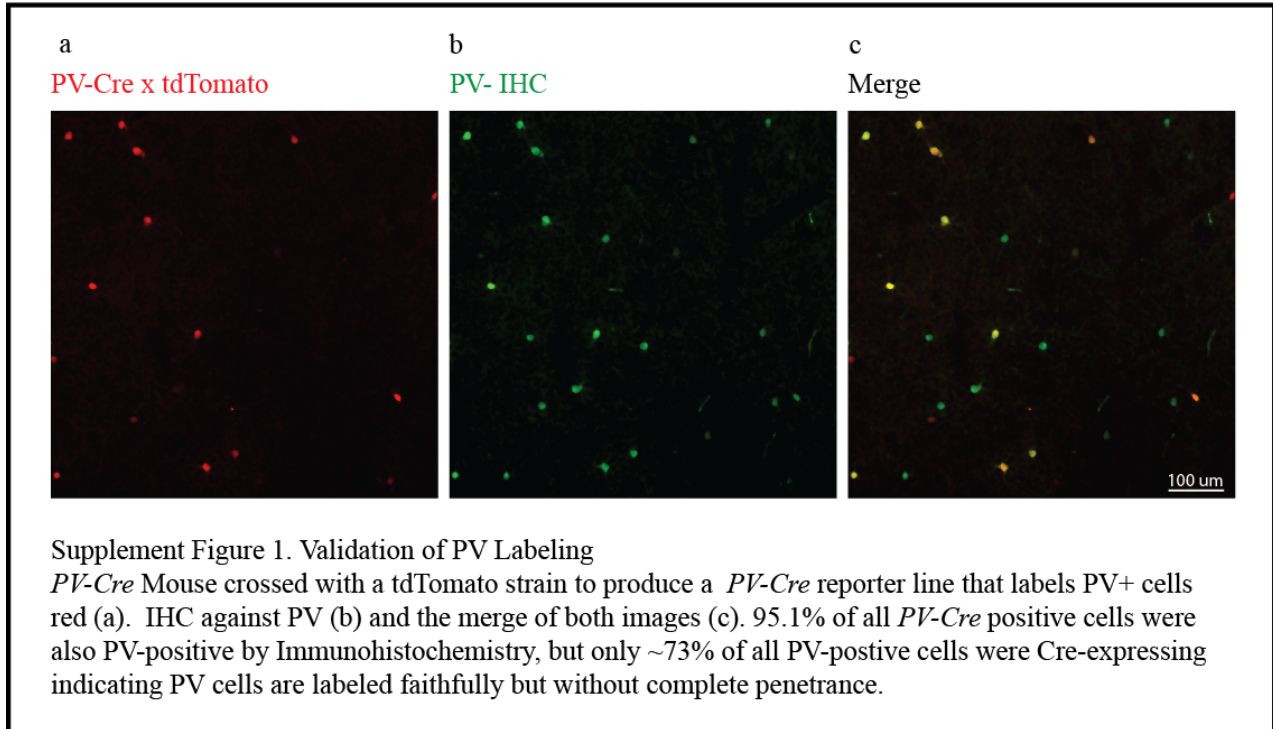 a
PV-Cre x tdTomato
b
PV- IHC
c
Merge
100 um
Supplement Figure 1. Validation of PV Labeling
PV-Cre Mouse crossed with a tdTomato strain to produce a PV-Cre reporter line that labels PV+ cells
red (a). IHC against PV (b) and the merge of both images (c). 95.1% of all PV-Cre positive cells were
also PV-positive by Immunohistochemistry, but only ~73% of all PV-postive cells were Cre-expressing
indicating PV cells are labeled faithfully but without complete penetrance.